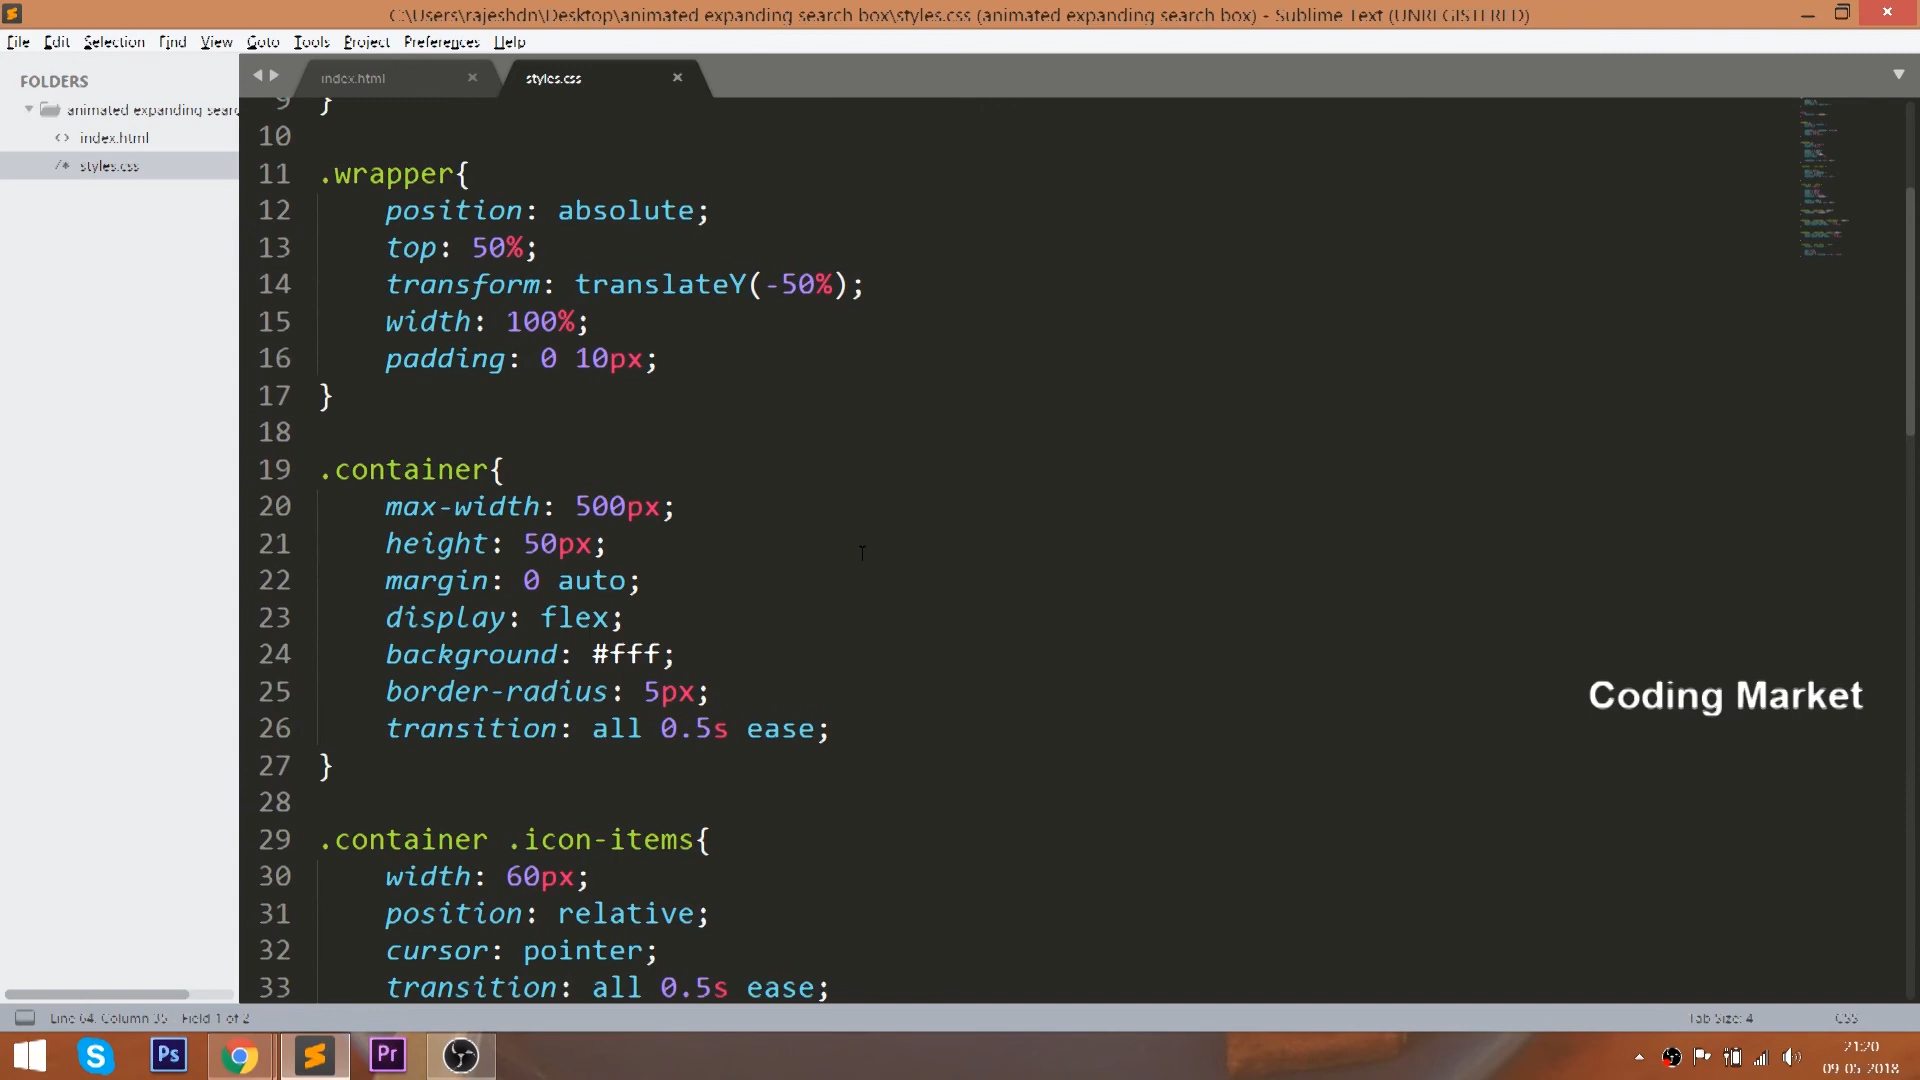 C:\Users\rajeshdn\Desktop\animated expanding search box\styles.css (animated expanding search box) - Sublime Text (UNREGISTERED)
File Edit Selection Find View Goto Tools Project Preferences Help
FOLDERS
animated expanding searc
index.html
styles.css
index.html styles.css
9 }
10
11 .wrapper{
12 position: absolute;
13 top: 50%;
14 transform: translateY(-50%);
15 width: 100%;
16 padding: 0 10px;
17 }
18
19 .container{
20 max-width: 500px;
21 height: 50px;
22 margin: 0 auto;
23 display: flex;
24 background: #fff;
25 border-radius: 5px;
26 transition: all 0.5s ease;
27 }
28
29 .container .icon-items{
30 width: 60px;
31 position: relative;
32 cursor: pointer;
33 transition: all 0.5s ease;
Coding Market
Line 64, Column 35 Field 1 of 2 Tab Size: 4 CSS
S Ps Pr
21:20
09-05-2018